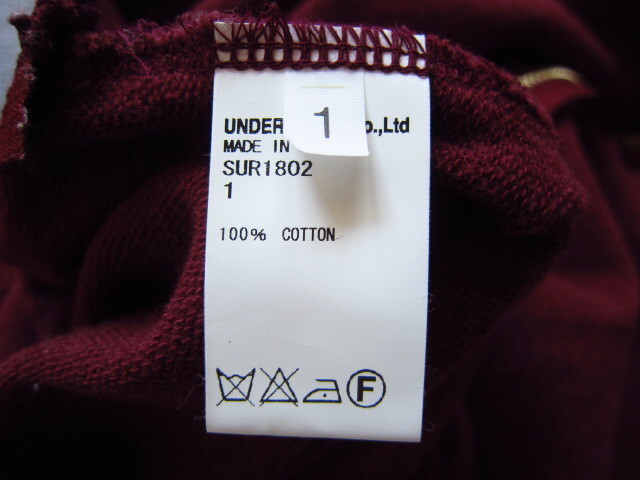 1
UNDER .,Ltd
MADE IN
SUR1802
1
100% COTTON
F